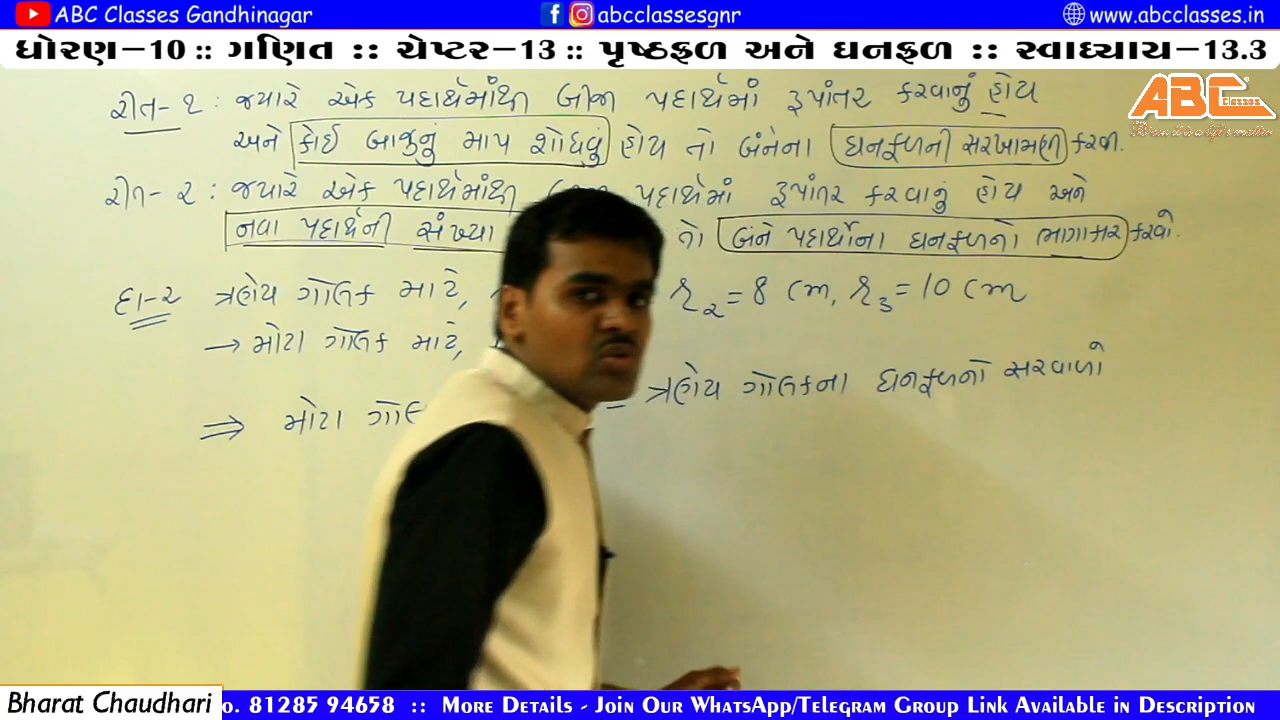 ABC Classes Gandhinagar
abcclassesgnr
www.abcclasses.in
ધોરણ-10 :: ગણિત :: ચેપ્ટર-13 :: પૃષ્ઠફળ અને ઘનફળ :: સ્વાધ્યાય-13.3
ABC Classes
રીત-૧ : જ્યારે એક પદાર્થમાંથી બીજા પદાર્થમાં રૂપાંતર કરવાનું હોય
અને કોઈ બાજુનું માપ શોધવું હોય તો બંનેના ઘનફળની સરખામણી કરવી.
રીત-૨ : જ્યારે એક પદાર્થમાંથી પદાર્થમાં રૂપાંતર કરવાનું હોય અને
નવા પદાર્થની સંખ્યા તો બંને પદાર્થોના ઘનફળનો ભાગાકાર કરવો.
દા-૨ ત્રણેય ગોલક માટે, r₂ = 8 cm, r₃ = 10 cm
→ મોટા ગોલક માટે,
⇒ મોટા = ત્રણેય ગોલકના ઘનફળનો સરવાળો
Bharat Chaudhari
o. 81285 94658 :: More Details - Join Our WhatsApp/Telegram Group Link Available in Description